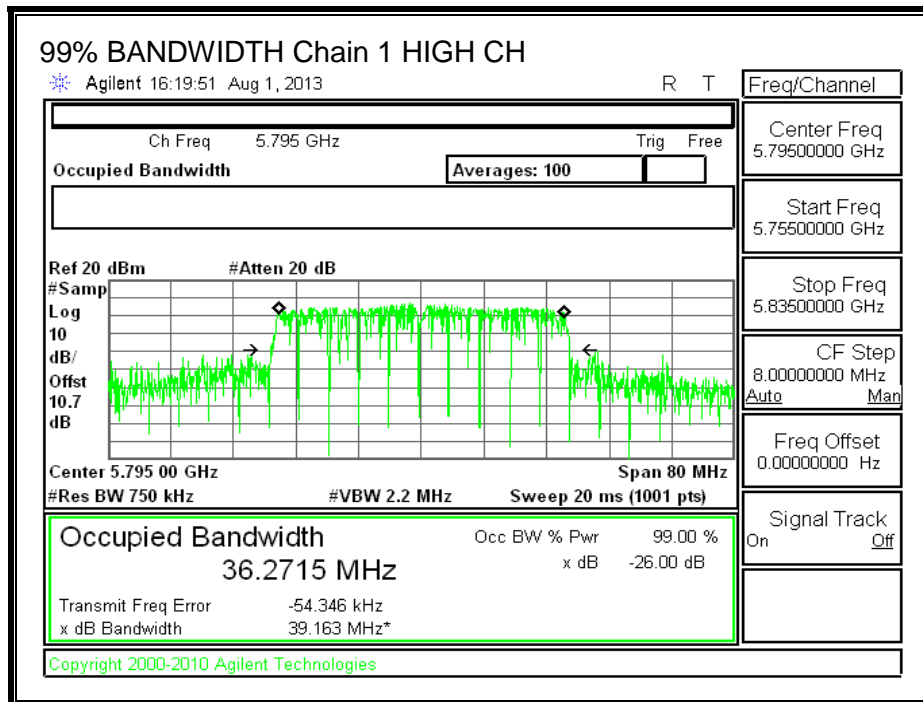 99% BANDWIDTH Chain 1 HIGH CH
Agilent 16:19:51 Aug 1, 2013 R T
Freq/Channel
Ch Freq 5.795 GHz Trig Free
Occupied Bandwidth Averages: 100
Center Freq
5.79500000 GHz
Start Freq
5.75500000 GHz
Stop Freq
5.83500000 GHz
CF Step
8.00000000 MHz
Auto Man
Freq Offset
0.00000000 Hz
Signal Track
On Off
Ref 20 dBm #Atten 20 dB
#Samp
Log
10
dB/
Offst
10.7
dB
Center 5.795 00 GHz Span 80 MHz
#Res BW 750 kHz #VBW 2.2 MHz Sweep 20 ms (1001 pts)
Occupied Bandwidth Occ BW % Pwr 99.00 %
36.2715 MHz x dB -26.00 dB
Transmit Freq Error -54.346 kHz
x dB Bandwidth 39.163 MHz*
Copyright 2000-2010 Agilent Technologies